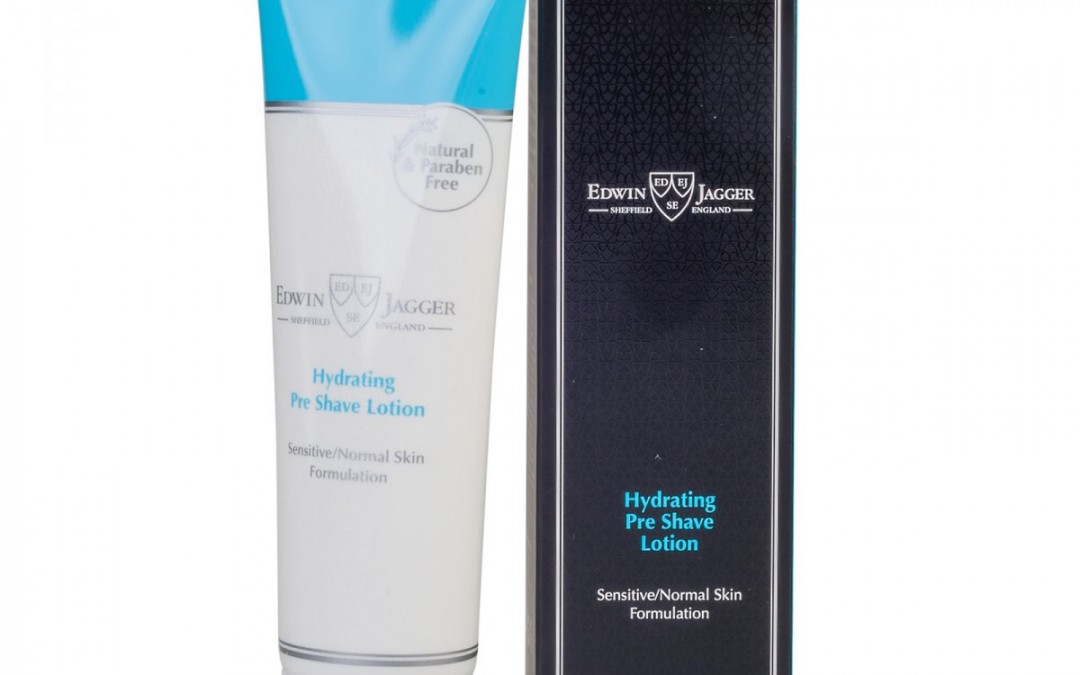 Natural
& Paraben
Free
EDWIN ED EJ JAGGER
SHEFFIELD SE ENGLAND
Hydrating
Pre Shave Lotion
Sensitive/Normal Skin
Formulation
EDWIN ED EJ JAGGER
SHEFFIELD SE ENGLAND
Hydrating
Pre Shave
Lotion
Sensitive/Normal Skin
Formulation